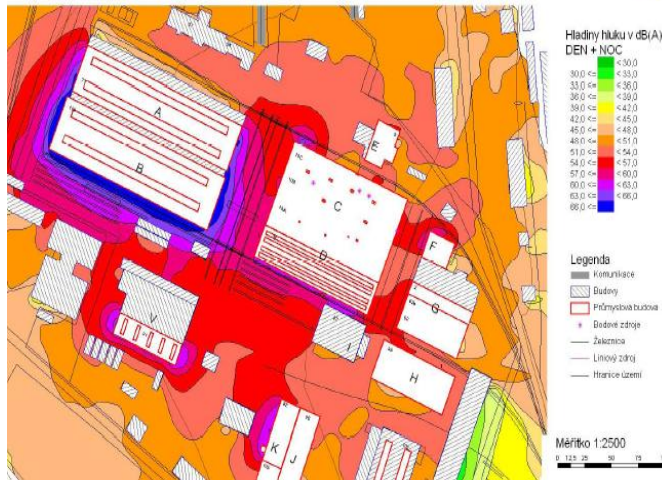 Hladiny hluku v dB(A)
DEN + NOC
< 30,0
30,0 <= < 33,0
33,0 <= < 36,0
36,0 <= < 39,0
39,0 <= < 42,0
42,0 <= < 45,0
45,0 <= < 48,0
48,0 <= < 51,0
51,0 <= < 54,0
54,0 <= < 57,0
57,0 <= < 60,0
60,0 <= < 63,0
63,0 <= < 66,0
66,0 <=
Legenda
Komunikace
Budovy
Průmyslová budova
Bodové zdroje
Železnice
Liniový zdroj
Hranice území
Měřítko 1:2500
0 12.5 25 50 75
A
B
C
D
E
F
G
H
I
V
K
J